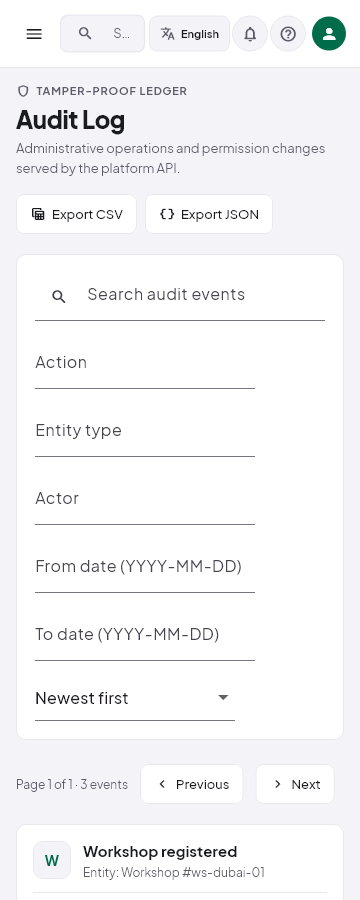 S...
English
TAMPER-PROOF LEDGER
Audit Log
Administrative operations and permission changes
served by the platform API.
Export CSV
Export JSON
Search audit events
Action
Entity type
Actor
From date (YYYY-MM-DD)
To date (YYYY-MM-DD)
Newest first
Page 1 of 1 · 3 events
Previous
Next
W
Workshop registered
Entity: Workshop #ws-dubai-01